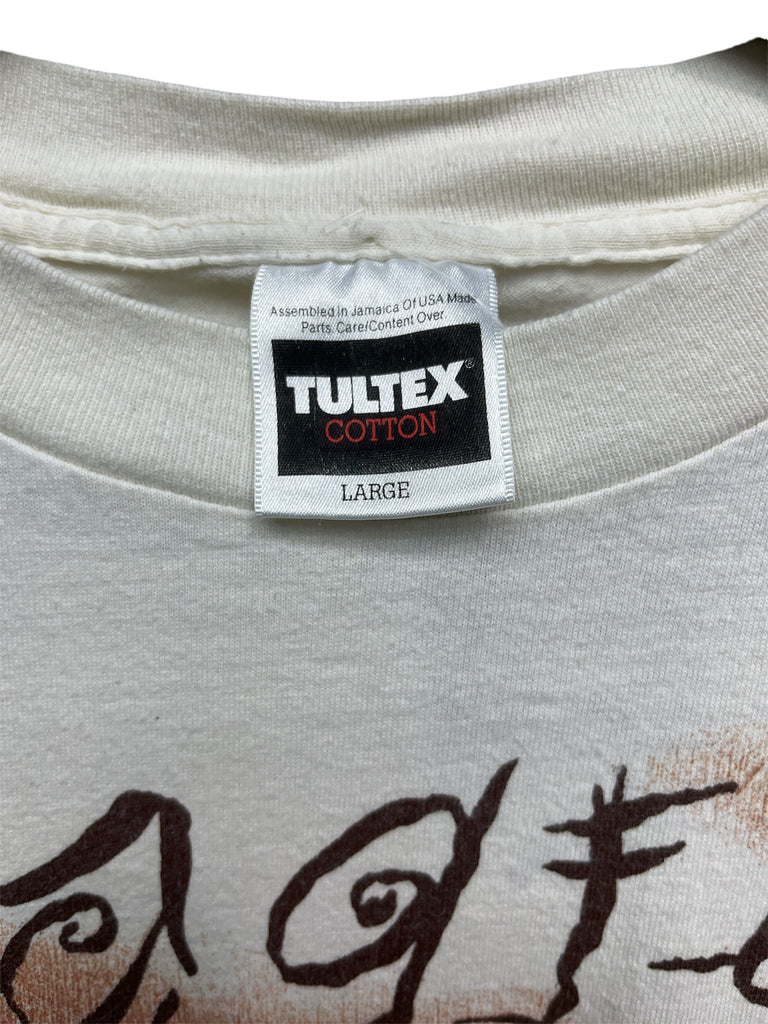 Assembled in Jamaica Of USA Made
Parts. Care/Content Over.
TULTEX®
COTTON
LARGE